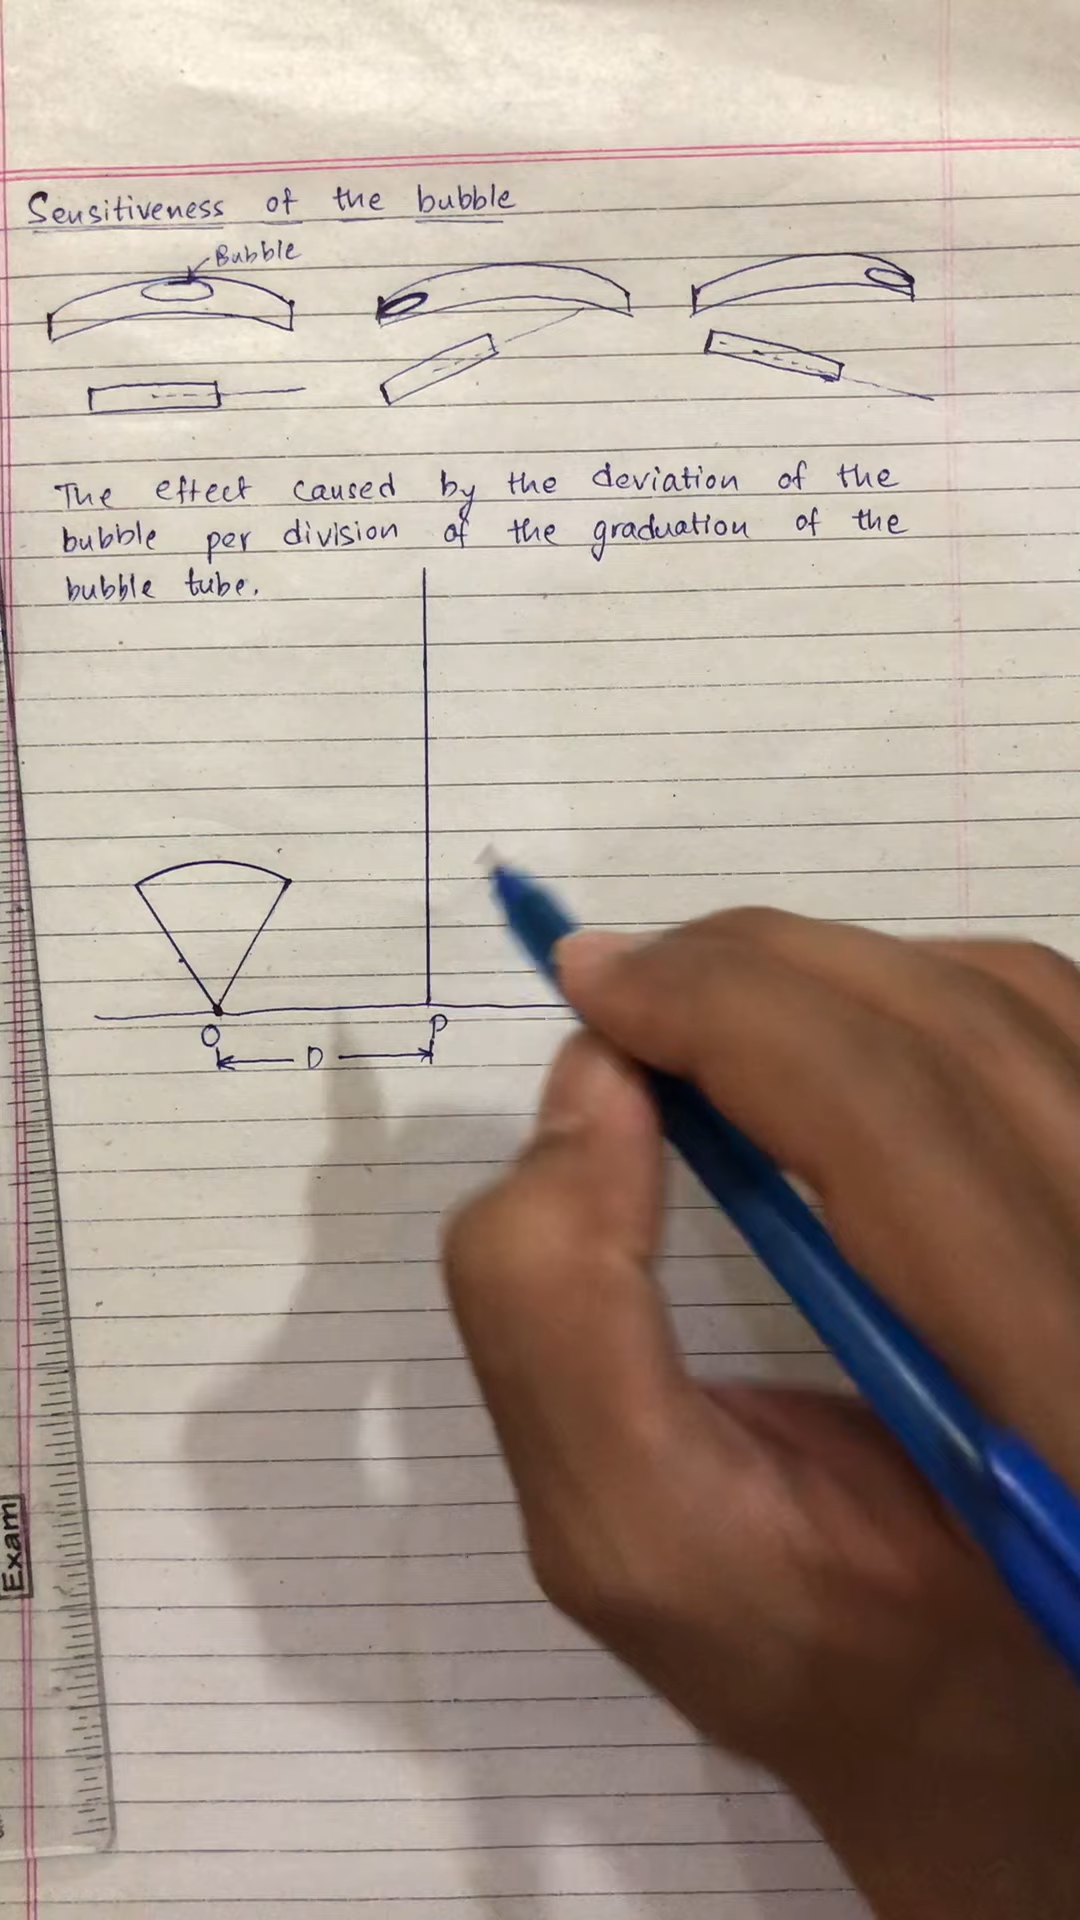 Sensitiveness of the bubble
Bubble
The effect caused by the deviation of the
bubble per division of the graduation of the
bubble tube.
O
P
D
Exam